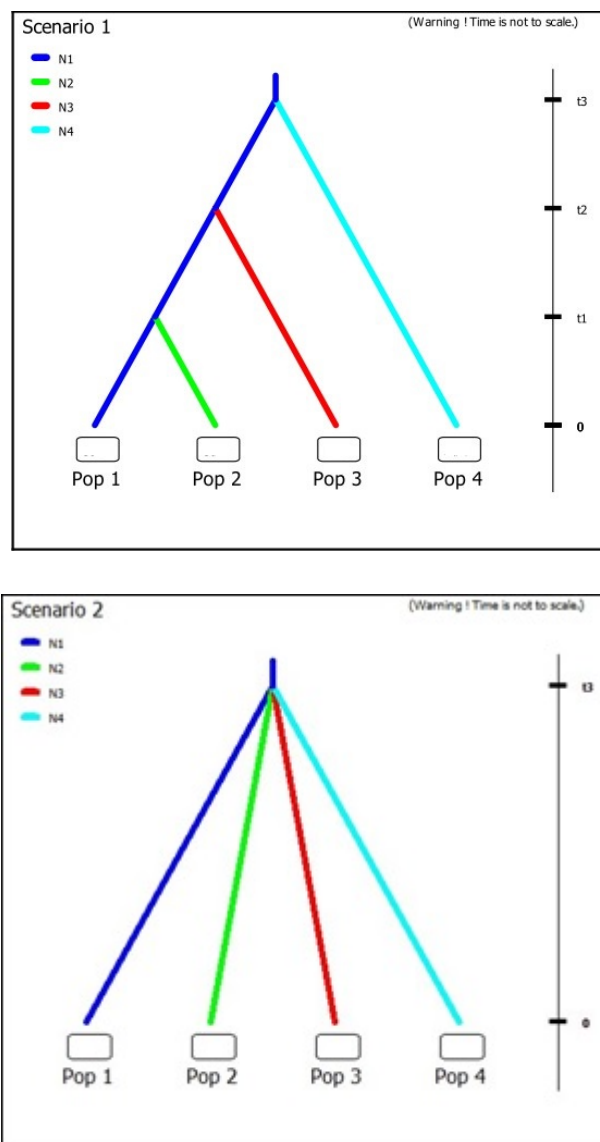 Scenario 1
(Warning ! Time is not to scale.)
N1
N2
N3
N4
t3
t2
t1
0
Pop 1 Pop 2 Pop 3 Pop 4
Scenario 2
(Warning ! Time is not to scale.)
N1
N2
N3
N4
t3
0
Pop 1 Pop 2 Pop 3 Pop 4